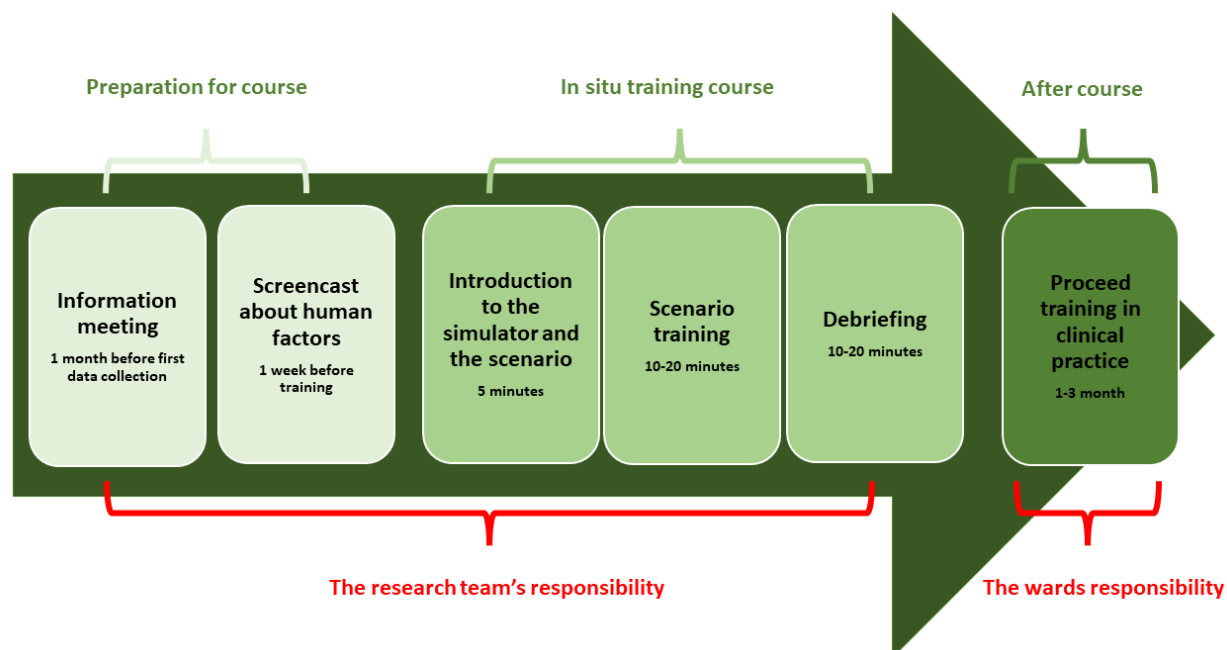 Preparation for course
In situ training course
After course
Information
meeting
1 month before first
data collection
Screencast
about human
factors
1 week before
training
Introduction
to the
simulator and
the scenario
5 minutes
Scenario
training
10-20 minutes
Debriefing
10-20 minutes
Proceed
training in
clinical
practice
1-3 month
The research team’s responsibility
The wards responsibility